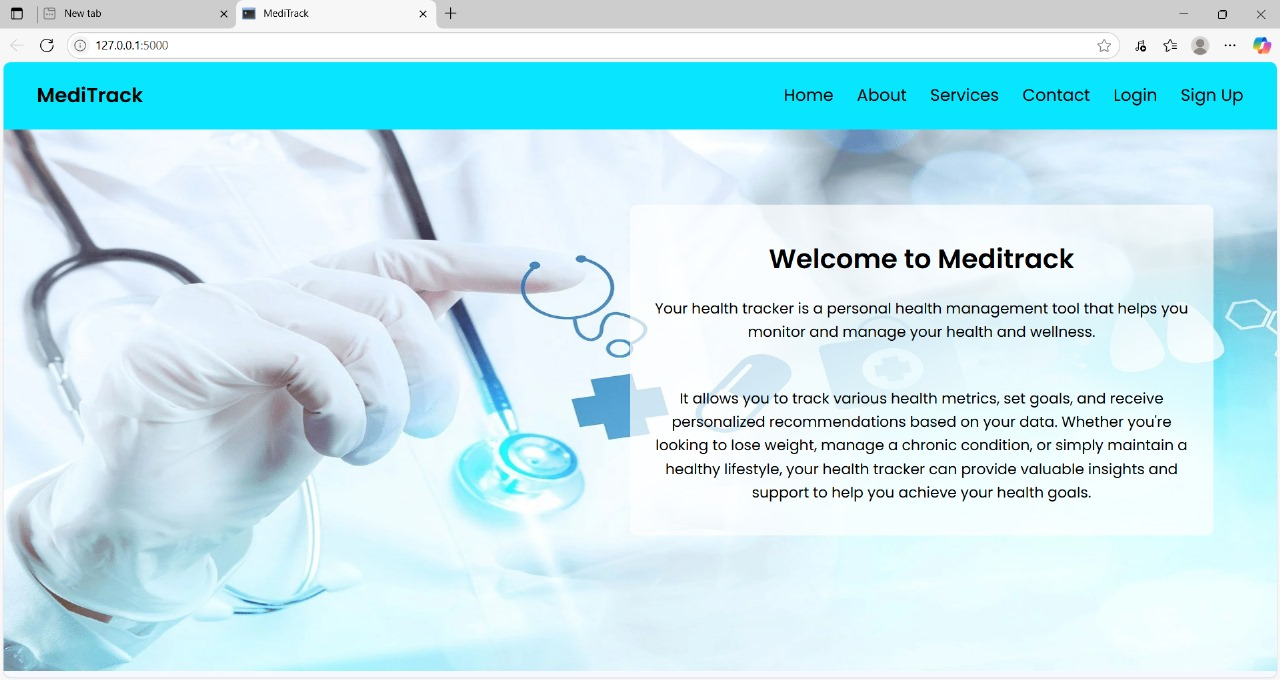 New tab
MediTrack
127.0.0.1:5000
MediTrack
Home About Services Contact Login Sign Up
Welcome to Meditrack
Your health tracker is a personal health management tool that helps you
monitor and manage your health and wellness.
It allows you to track various health metrics, set goals, and receive
personalized recommendations based on your data. Whether you're
looking to lose weight, manage a chronic condition, or simply maintain a
healthy lifestyle, your health tracker can provide valuable insights and
support to help you achieve your health goals.